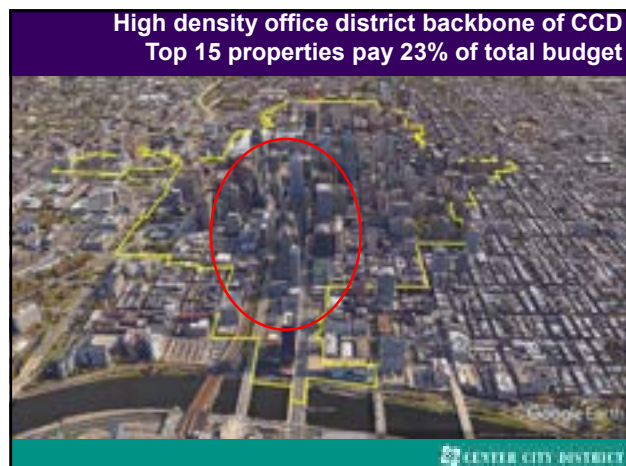 High density office district backbone of CCD
Top 15 properties pay 23% of total budget
©Google Earth
CENTER CITY DISTRICT